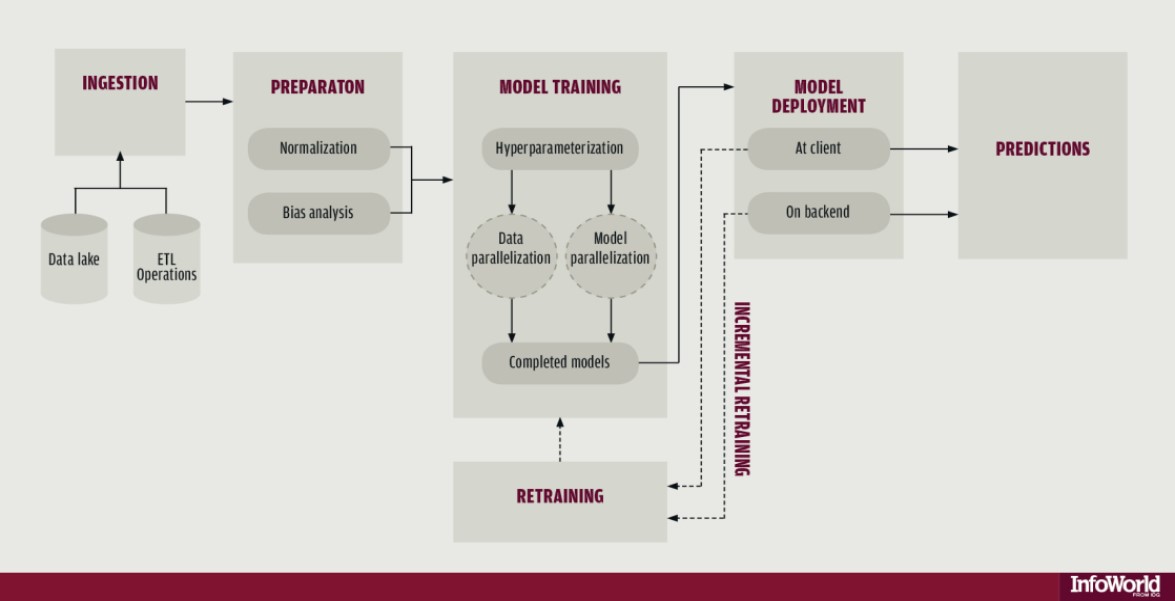 INGESTION
Data lake
ETL
Operations
PREPARATON
Normalization
Bias analysis
MODEL TRAINING
Hyperparameterization
Data
parallelization
Model
parallelization
Completed models
RETRAINING
INCREMENTAL RETRAINING
MODEL
DEPLOYMENT
At client
On backend
PREDICTIONS
InfoWorld
FROM IDG